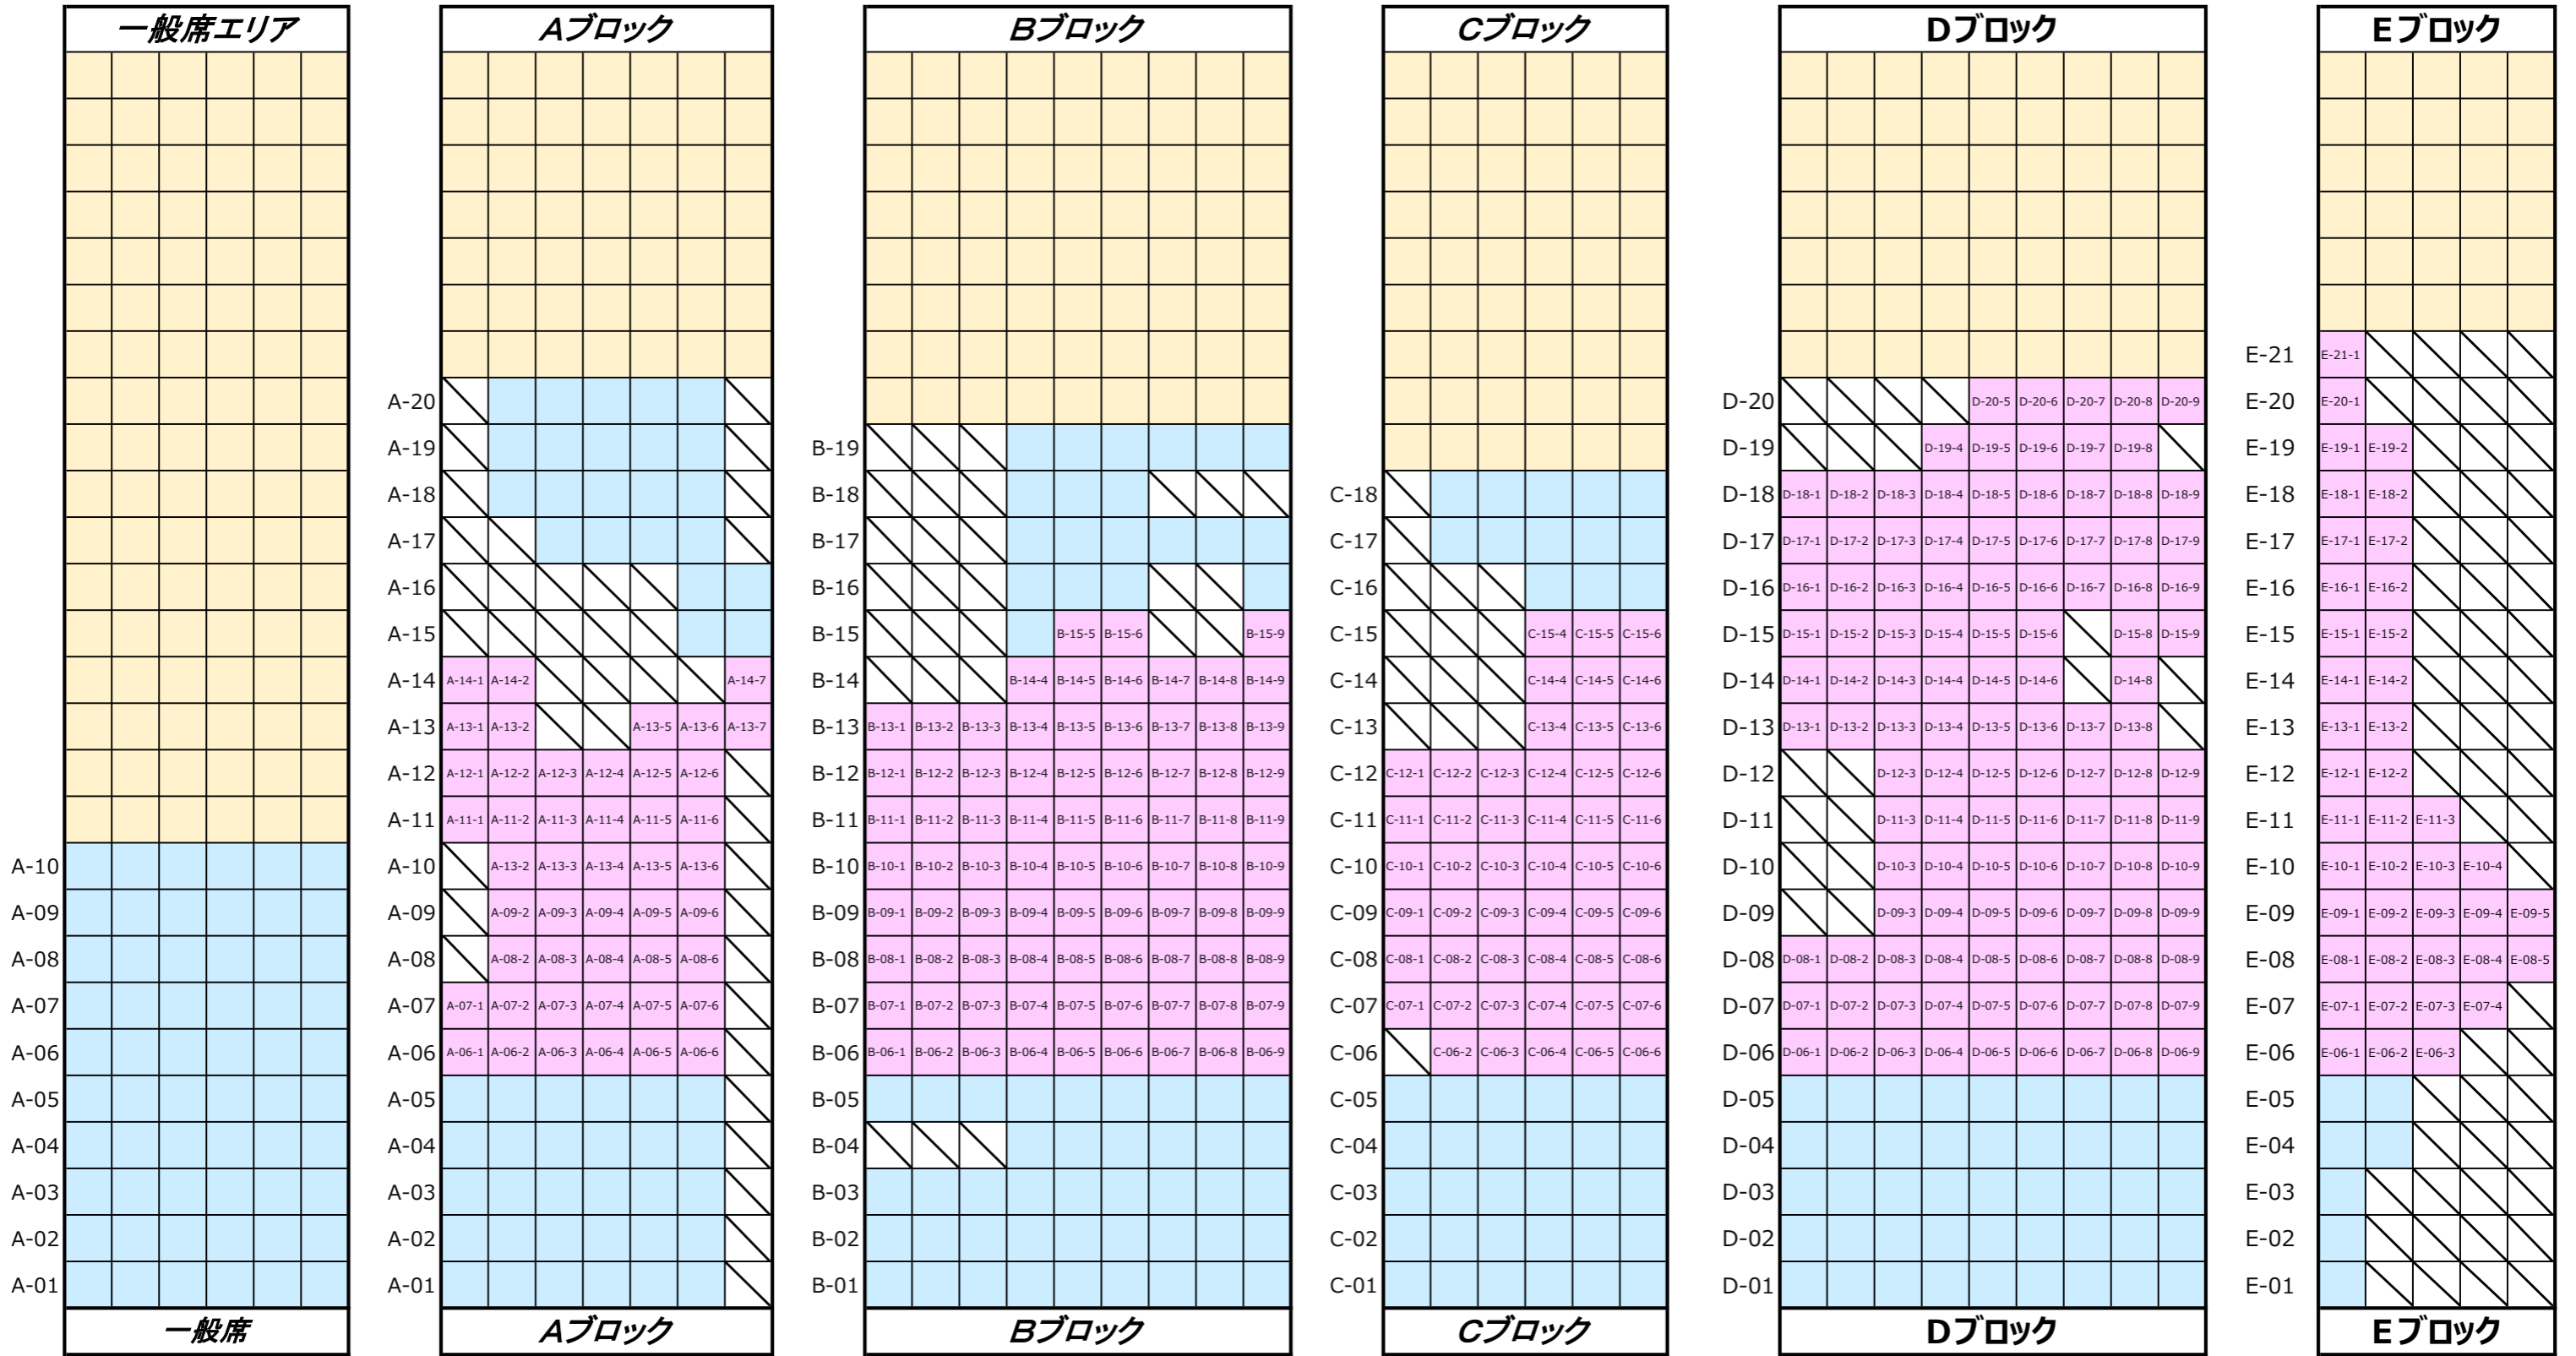 一般席エリア Aブロック Bブロック Cブロック Dブロック Eブロック
E-21 E-21-1
A-20 D-20 D-20-5 D-20-6 D-20-7 D-20-8 D-20-9 E-20 E-20-1
A-19 B-19 D-19 D-19-4 D-19-5 D-19-6 D-19-7 D-19-8 E-19 E-19-1 E-19-2
A-18 B-18 C-18 D-18 D-18-1 D-18-2 D-18-3 D-18-4 D-18-5 D-18-6 D-18-7 D-18-8 D-18-9 E-18 E-18-1 E-18-2
A-17 B-17 C-17 D-17 D-17-1 D-17-2 D-17-3 D-17-4 D-17-5 D-17-6 D-17-7 D-17-8 D-17-9 E-17 E-17-1 E-17-2
A-16 B-16 C-16 D-16 D-16-1 D-16-2 D-16-3 D-16-4 D-16-5 D-16-6 D-16-7 D-16-8 D-16-9 E-16 E-16-1 E-16-2
A-15 B-15 B-15-5 B-15-6 B-15-9 C-15 C-15-4 C-15-5 C-15-6 D-15 D-15-1 D-15-2 D-15-3 D-15-4 D-15-5 D-15-6 D-15-8 D-15-9 E-15 E-15-1 E-15-2
A-14 A-14-1 A-14-2 A-14-7 B-14 B-14-4 B-14-5 B-14-6 B-14-7 B-14-8 B-14-9 C-14 C-14-4 C-14-5 C-14-6 D-14 D-14-1 D-14-2 D-14-3 D-14-4 D-14-5 D-14-6 D-14-8 E-14 E-14-1 E-14-2
A-13 A-13-1 A-13-2 A-13-5 A-13-6 A-13-7 B-13 B-13-1 B-13-2 B-13-3 B-13-4 B-13-5 B-13-6 B-13-7 B-13-8 B-13-9 C-13 C-13-4 C-13-5 C-13-6 D-13 D-13-1 D-13-2 D-13-3 D-13-4 D-13-5 D-13-6 D-13-7 D-13-8 E-13 E-13-1 E-13-2
A-12 A-12-1 A-12-2 A-12-3 A-12-4 A-12-5 A-12-6 B-12 B-12-1 B-12-2 B-12-3 B-12-4 B-12-5 B-12-6 B-12-7 B-12-8 B-12-9 C-12 C-12-1 C-12-2 C-12-3 C-12-4 C-12-5 C-12-6 D-12 D-12-3 D-12-4 D-12-5 D-12-6 D-12-7 D-12-8 D-12-9 E-12 E-12-1 E-12-2
A-11 A-11-1 A-11-2 A-11-3 A-11-4 A-11-5 A-11-6 B-11 B-11-1 B-11-2 B-11-3 B-11-4 B-11-5 B-11-6 B-11-7 B-11-8 B-11-9 C-11 C-11-1 C-11-2 C-11-3 C-11-4 C-11-5 C-11-6 D-11 D-11-3 D-11-4 D-11-5 D-11-6 D-11-7 D-11-8 D-11-9 E-11 E-11-1 E-11-2 E-11-3
A-10 A-10 A-13-2 A-13-3 A-13-4 A-13-5 A-13-6 B-10 B-10-1 B-10-2 B-10-3 B-10-4 B-10-5 B-10-6 B-10-7 B-10-8 B-10-9 C-10 C-10-1 C-10-2 C-10-3 C-10-4 C-10-5 C-10-6 D-10 D-10-3 D-10-4 D-10-5 D-10-6 D-10-7 D-10-8 D-10-9 E-10 E-10-1 E-10-2 E-10-3 E-10-4
A-09 A-09 A-09-2 A-09-3 A-09-4 A-09-5 A-09-6 B-09 B-09-1 B-09-2 B-09-3 B-09-4 B-09-5 B-09-6 B-09-7 B-09-8 B-09-9 C-09 C-09-1 C-09-2 C-09-3 C-09-4 C-09-5 C-09-6 D-09 D-09-3 D-09-4 D-09-5 D-09-6 D-09-7 D-09-8 D-09-9 E-09 E-09-1 E-09-2 E-09-3 E-09-4 E-09-5
A-08 A-08 A-08-2 A-08-3 A-08-4 A-08-5 A-08-6 B-08 B-08-1 B-08-2 B-08-3 B-08-4 B-08-5 B-08-6 B-08-7 B-08-8 B-08-9 C-08 C-08-1 C-08-2 C-08-3 C-08-4 C-08-5 C-08-6 D-08 D-08-1 D-08-2 D-08-3 D-08-4 D-08-5 D-08-6 D-08-7 D-08-8 D-08-9 E-08 E-08-1 E-08-2 E-08-3 E-08-4 E-08-5
A-07 A-07 A-07-1 A-07-2 A-07-3 A-07-4 A-07-5 A-07-6 B-07 B-07-1 B-07-2 B-07-3 B-07-4 B-07-5 B-07-6 B-07-7 B-07-8 B-07-9 C-07 C-07-1 C-07-2 C-07-3 C-07-4 C-07-5 C-07-6 D-07 D-07-1 D-07-2 D-07-3 D-07-4 D-07-5 D-07-6 D-07-7 D-07-8 D-07-9 E-07 E-07-1 E-07-2 E-07-3 E-07-4
A-06 A-06 A-06-1 A-06-2 A-06-3 A-06-4 A-06-5 A-06-6 B-06 B-06-1 B-06-2 B-06-3 B-06-4 B-06-5 B-06-6 B-06-7 B-06-8 B-06-9 C-06 C-06-2 C-06-3 C-06-4 C-06-5 C-06-6 D-06 D-06-1 D-06-2 D-06-3 D-06-4 D-06-5 D-06-6 D-06-7 D-06-8 D-06-9 E-06 E-06-1 E-06-2 E-06-3
A-05 A-05 B-05 C-05 D-05 E-05
A-04 A-04 B-04 C-04 D-04 E-04
A-03 A-03 B-03 C-03 D-03 E-03
A-02 A-02 B-02 C-02 D-02 E-02
A-01 A-01 B-01 C-01 D-01 E-01
一般席 Aブロック Bブロック Cブロック Dブロック Eブロック